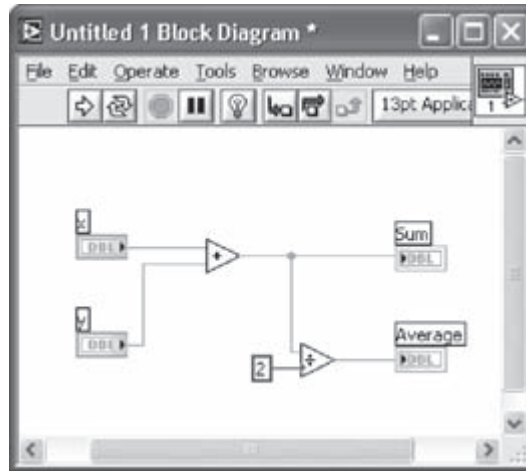 Untitled 1 Block Diagram *
File Edit Operate Tools Browse Window Help
13pt Applica
1
x
DBL
+
Sum
DBL
y
DBL
Average
2
÷
DBL